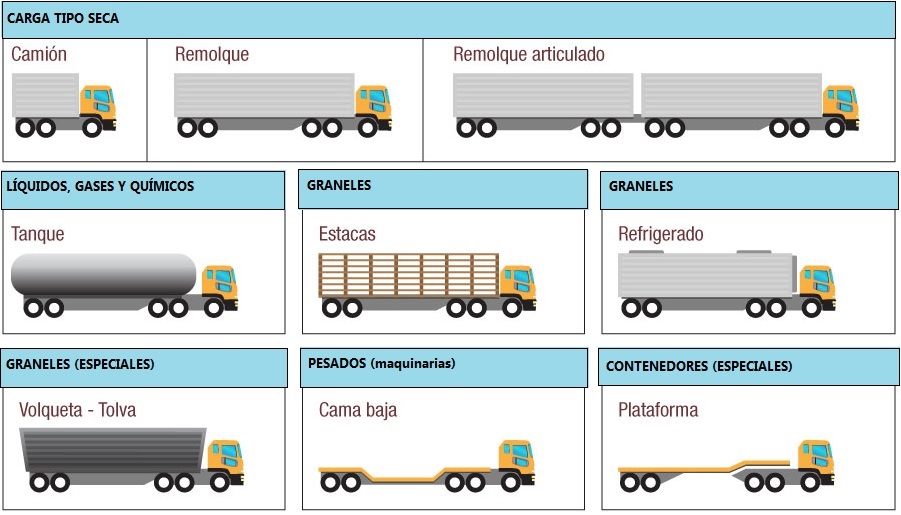 CARGA TIPO SECA
Camión
Remolque
Remolque articulado
LÍQUIDOS, GASES Y QUÍMICOS
GRANELES
GRANELES
Tanque
Estacas
Refrigerado
GRANELES (ESPECIALES)
PESADOS (maquinarias)
CONTENEDORES (ESPECIALES)
Volqueta - Tolva
Cama baja
Plataforma